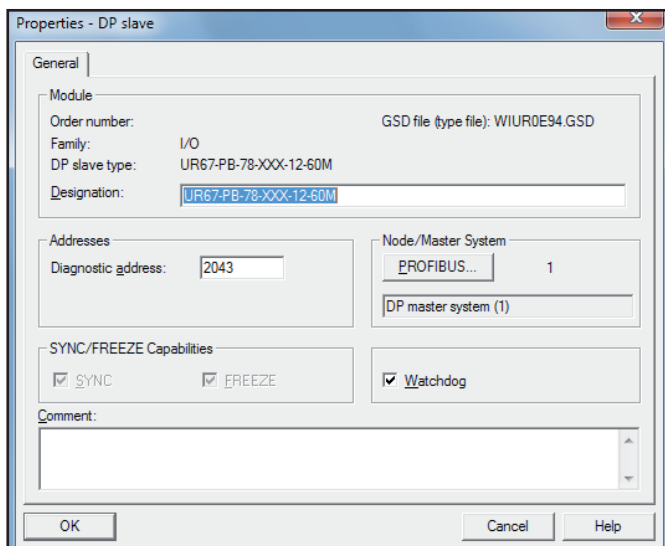 Properties - DP slave
General
Module
Order number: GSD file (type file): WIUR0E94.GSD
Family: I/O
DP slave type: UR67-PB-78-XXX-12-60M
Designation: UR67-PB-78-XXX-12-60M
Addresses
Diagnostic address: 2043
Node/Master System
PROFIBUS... 1
DP master system (1)
SYNC/FREEZE Capabilities
SYNC FREEZE
Watchdog
Comment:
OK Cancel Help